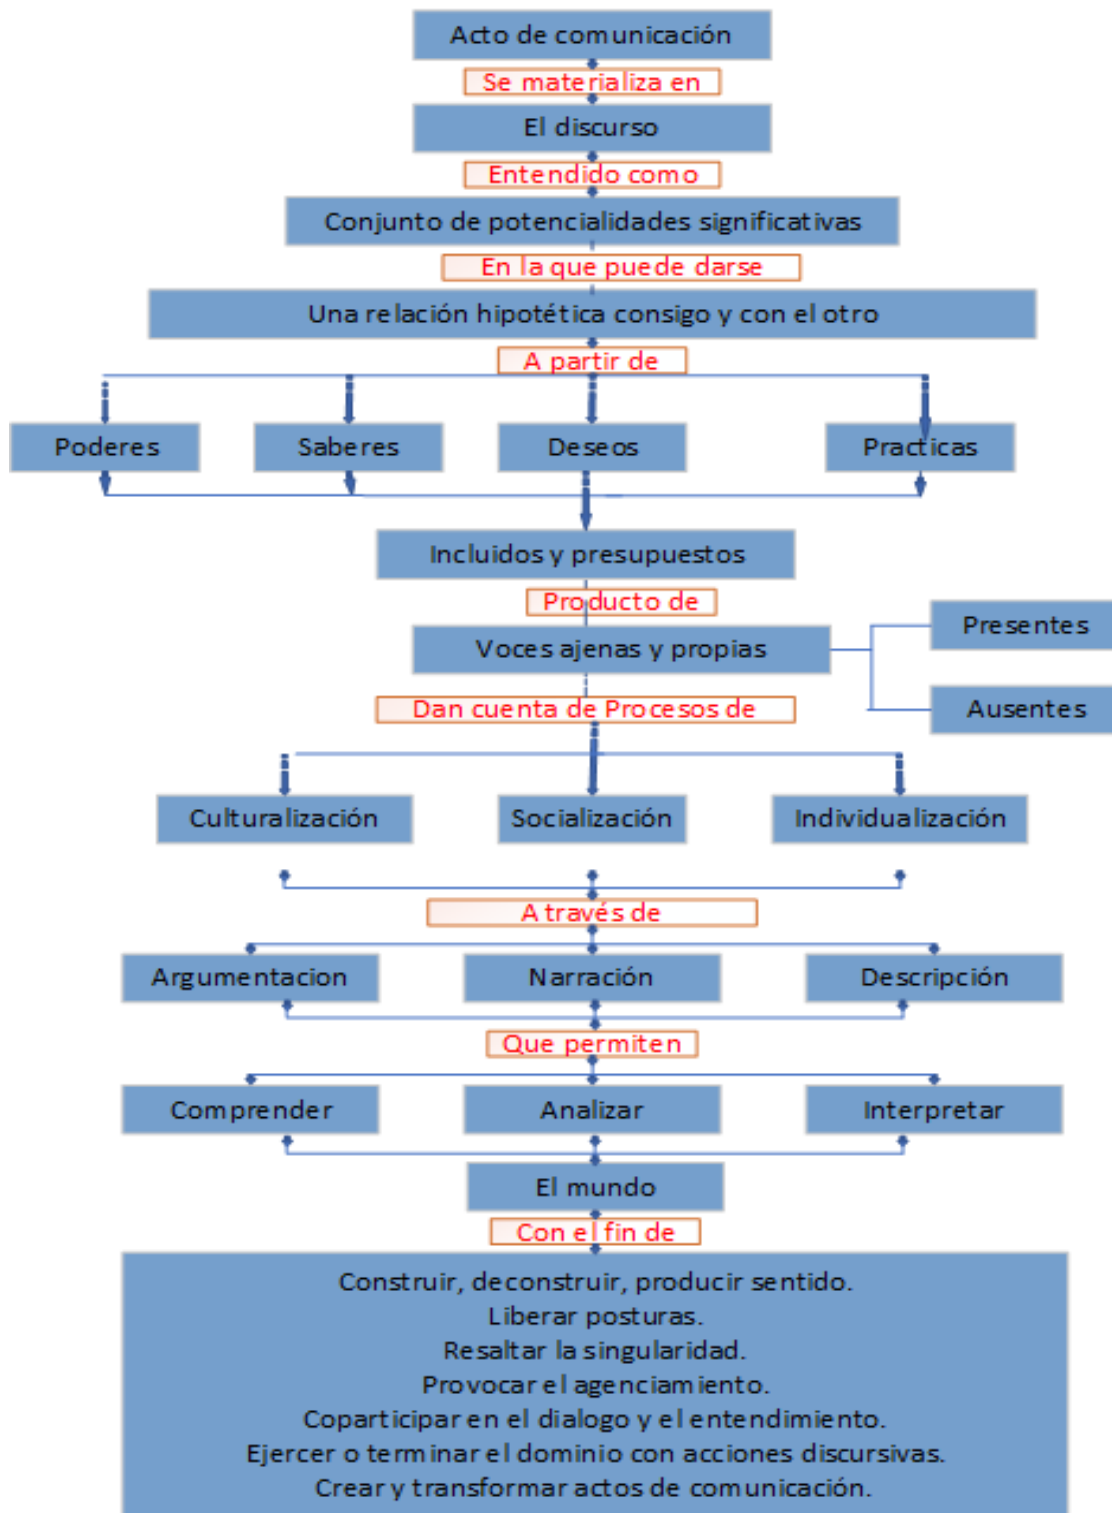 Acto de comunicación
Se materializa en
El discurso
Entendido como
Conjunto de potencialidades significativas
En la que puede darse
Una relación hipotética consigo y con el otro
A partir de
Poderes
Saberes
Deseos
Practicas
Incluidos y presupuestos
Producto de
Voces ajenas y propias
Presentes
Ausentes
Dan cuenta de Procesos de
Culturalización
Socialización
Individualización
A través de
Argumentacion
Narración
Descripción
Que permiten
Comprender
Analizar
Interpretar
El mundo
Con el fin de
Construir, deconstruir, producir sentido.
Liberar posturas.
Resaltar la singularidad.
Provocar el agenciamiento.
Coparticipar en el dialogo y el entendimiento.
Ejercer o terminar el dominio con acciones discursivas.
Crear y transformar actos de comunicación.